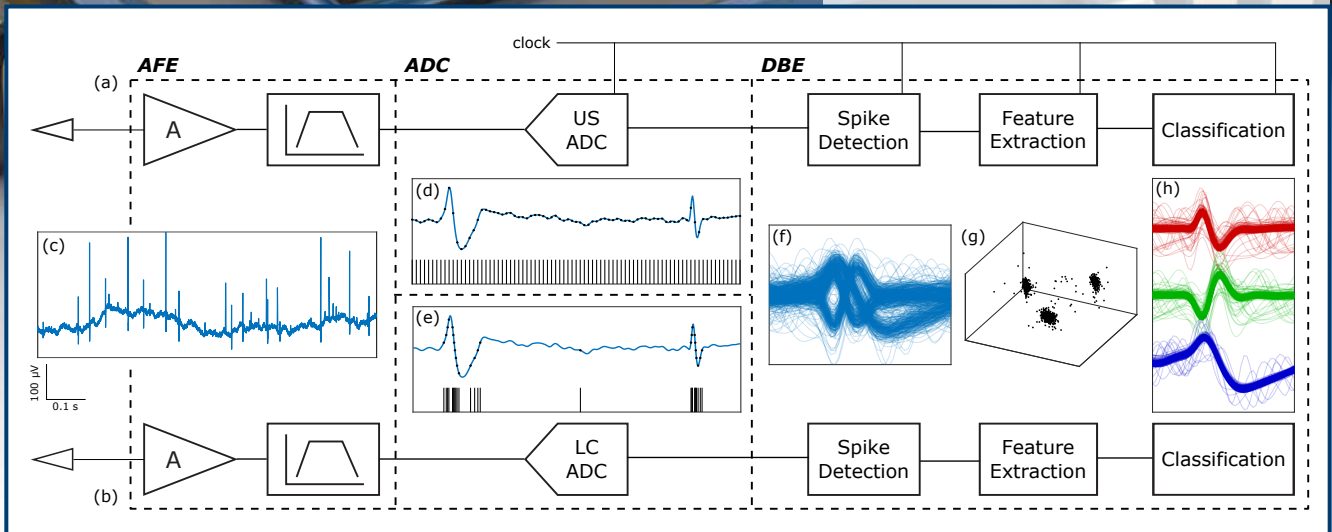 clock
AFE
ADC
DBE
(a)
A
US
ADC
Spike
Detection
Feature
Extraction
Classification
(c)
(d)
(e)
(f)
(g)
(h)
100 µV
0.1 s
A
LC
ADC
Spike
Detection
Feature
Extraction
Classification
(b)